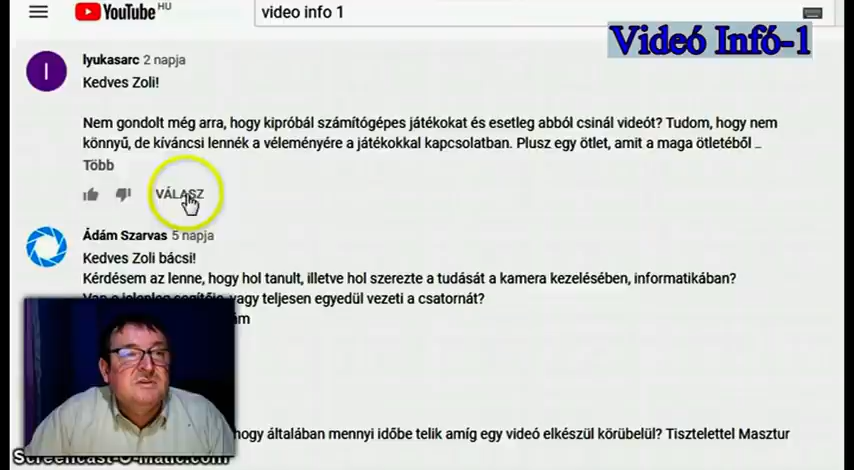 YouTube HU
video info 1
Videó Infó-1
lyukasarc 2 napja
Kedves Zoli!
Nem gondolt még arra, hogy kipróbál számítógépes játékokat és esetleg abból csinál videót? Tudom, hogy nem
könnyű, de kíváncsi lennék a véleményére a játékokkal kapcsolatban. Plusz egy ötlet, amit a maga ötletéből ...
Több
VÁLASZ
Ádám Szarvas 5 napja
Kedves Zoli bácsi!
Kérdésem az lenne, hogy hol tanult, illetve hol szerezte a tudását a kamera kezelésében, informatikában?
Van e jelenleg segítője, vagy teljesen egyedül vezeti a csatornát?
hogy általában mennyi időbe telik amíg egy videó elkészül körübelül? Tisztelettel Masztur
Screencast-O-Matic.com